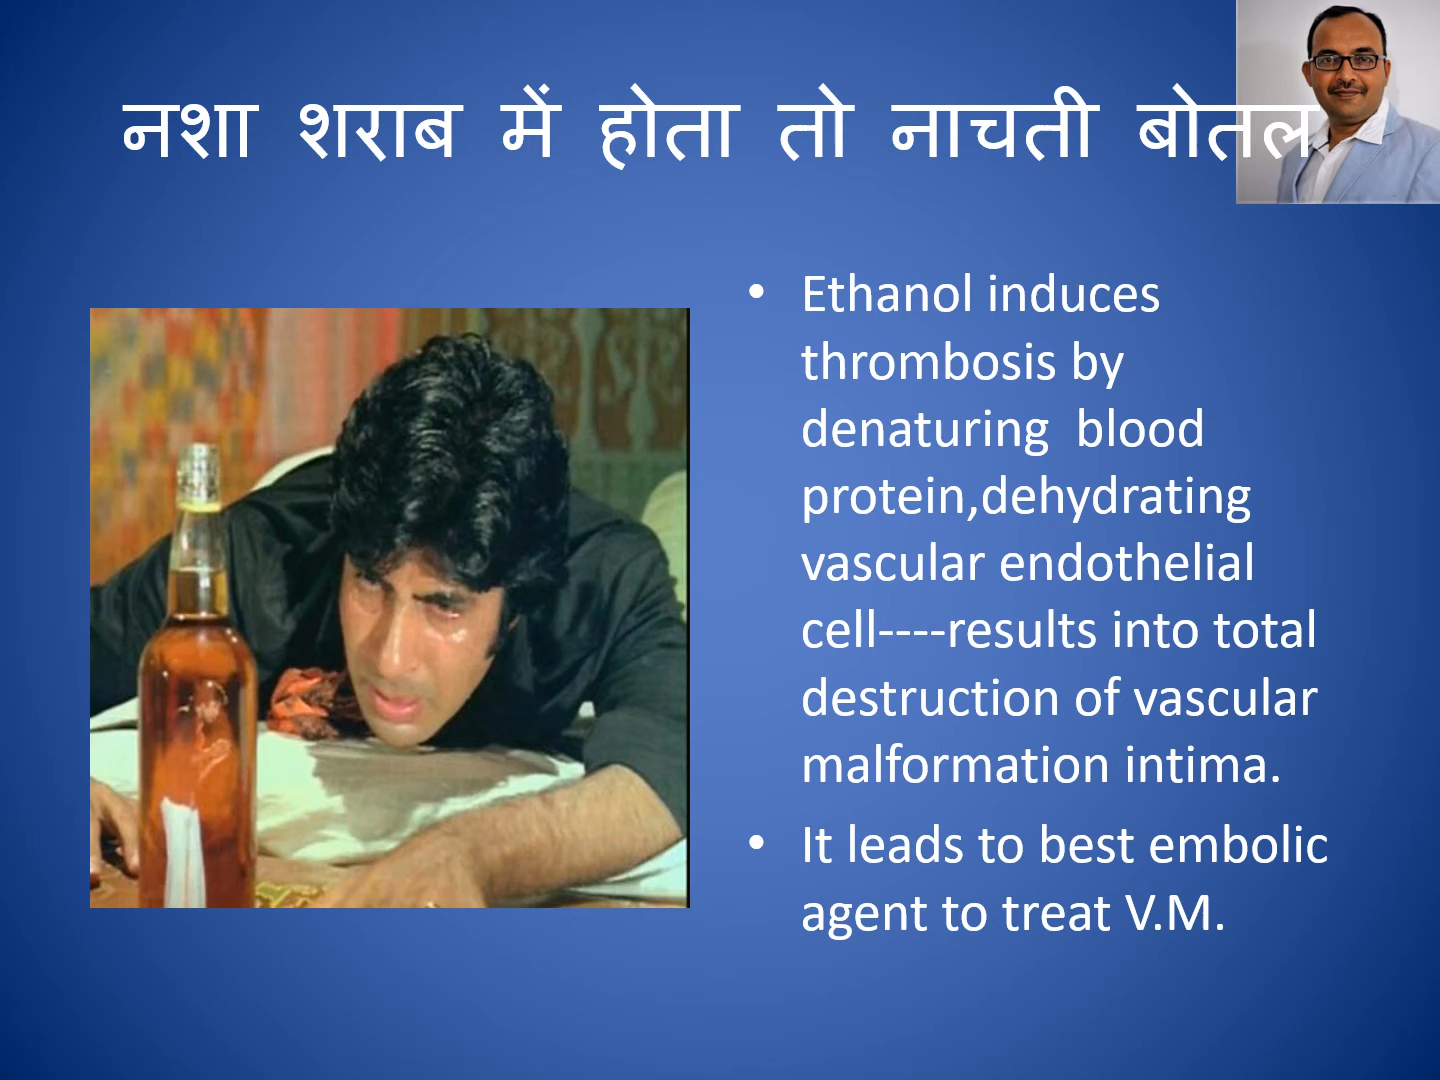 नशा शराब में होता तो नाचती बोतल
• Ethanol induces
thrombosis by
denaturing blood
protein,dehydrating
vascular endothelial
cell----results into total
destruction of vascular
malformation intima.
• It leads to best embolic
agent to treat V.M.